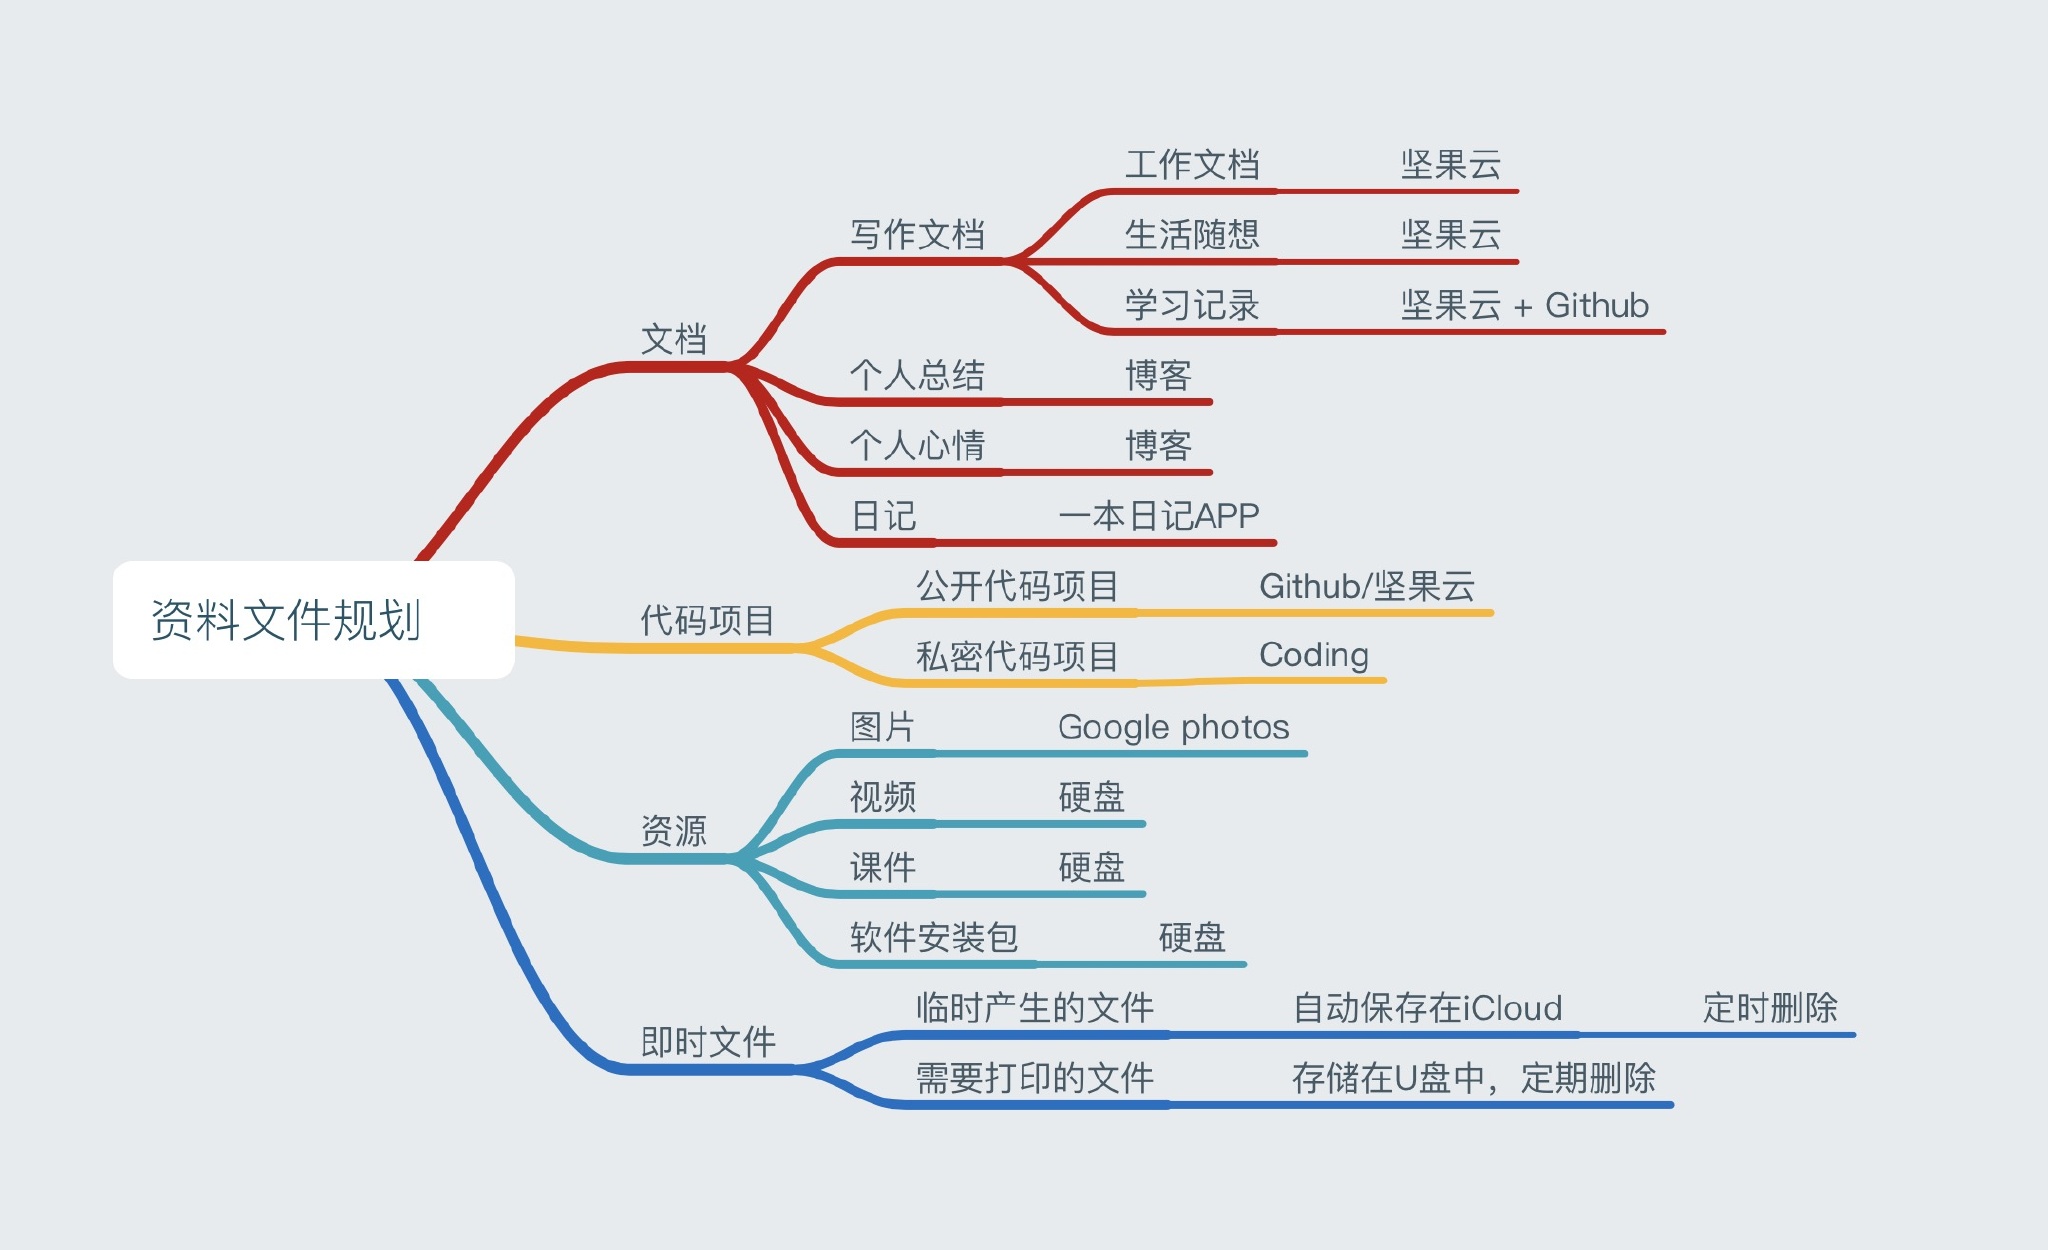 资料文件规划
文档
写作文档
工作文档 坚果云
生活随想 坚果云
学习记录 坚果云 + Github
个人总结 博客
个人心情 博客
日记 一本日记APP
代码项目
公开代码项目 Github/坚果云
私密代码项目 Coding
资源
图片 Google photos
视频 硬盘
课件 硬盘
软件安装包 硬盘
即时文件
临时产生的文件 自动保存在iCloud 定时删除
需要打印的文件 存储在U盘中，定期删除